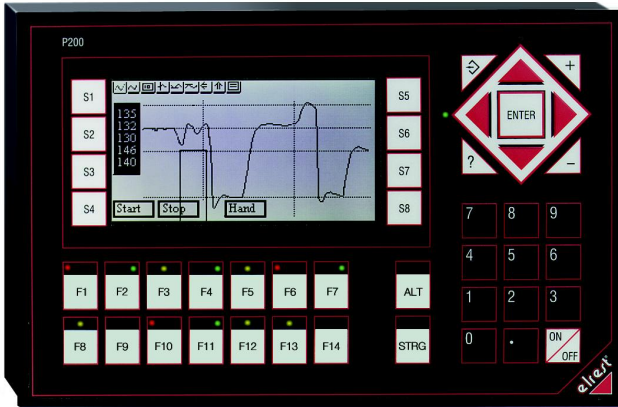 P200
S1
S2
S3
S4
135
132
130
146
140
Start Stop Hand
S5
S6
S7
S8
+
ENTER
?
−
7 8 9
4 5 6
1 2 3
0 . ON OFF
F1 F2 F3 F4 F5 F6 F7 ALT
F8 F9 F10 F11 F12 F13 F14 STRG
elrest